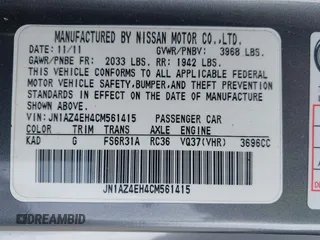 MANUFACTURED BY NISSAN MOTOR CO.,LTD.
DATE: 11/11 GVWR/PNBV: 3968 LBS.
GAWR/PNBE FR: 2033 LBS. RR: 1942 LBS.
THIS VEHICLE CONFORMS TO ALL APPLICABLE FEDERAL
MOTOR VEHICLE SAFETY, BUMPER, AND THEFT PREVENTION
STANDARDS IN EFFECT ON THE DATE OF
MANUFACTURE SHOWN ABOVE.
VIN: JN1AZ4EH4CM561415 PASSENGER CAR
COLOR TRIM TRANS AXLE ENGINE
KAD G FS6R31A RC36 VQ37(VHR) 3696CC
JN1AZ4EH4CM561415
DREAMBID